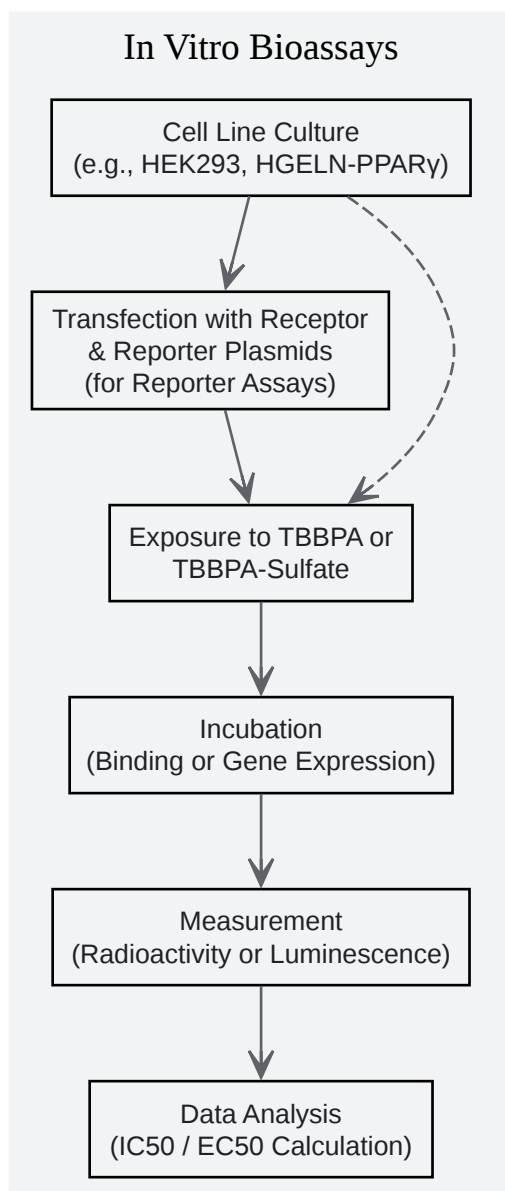 In Vitro Bioassays
Cell Line Culture
(e.g., HEK293, HGELN-PPARγ)
Transfection with Receptor
& Reporter Plasmids
(for Reporter Assays)
Exposure to TBBPA or
TBBPA-Sulfate
Incubation
(Binding or Gene Expression)
Measurement
(Radioactivity or Luminescence)
Data Analysis
(IC50 / EC50 Calculation)